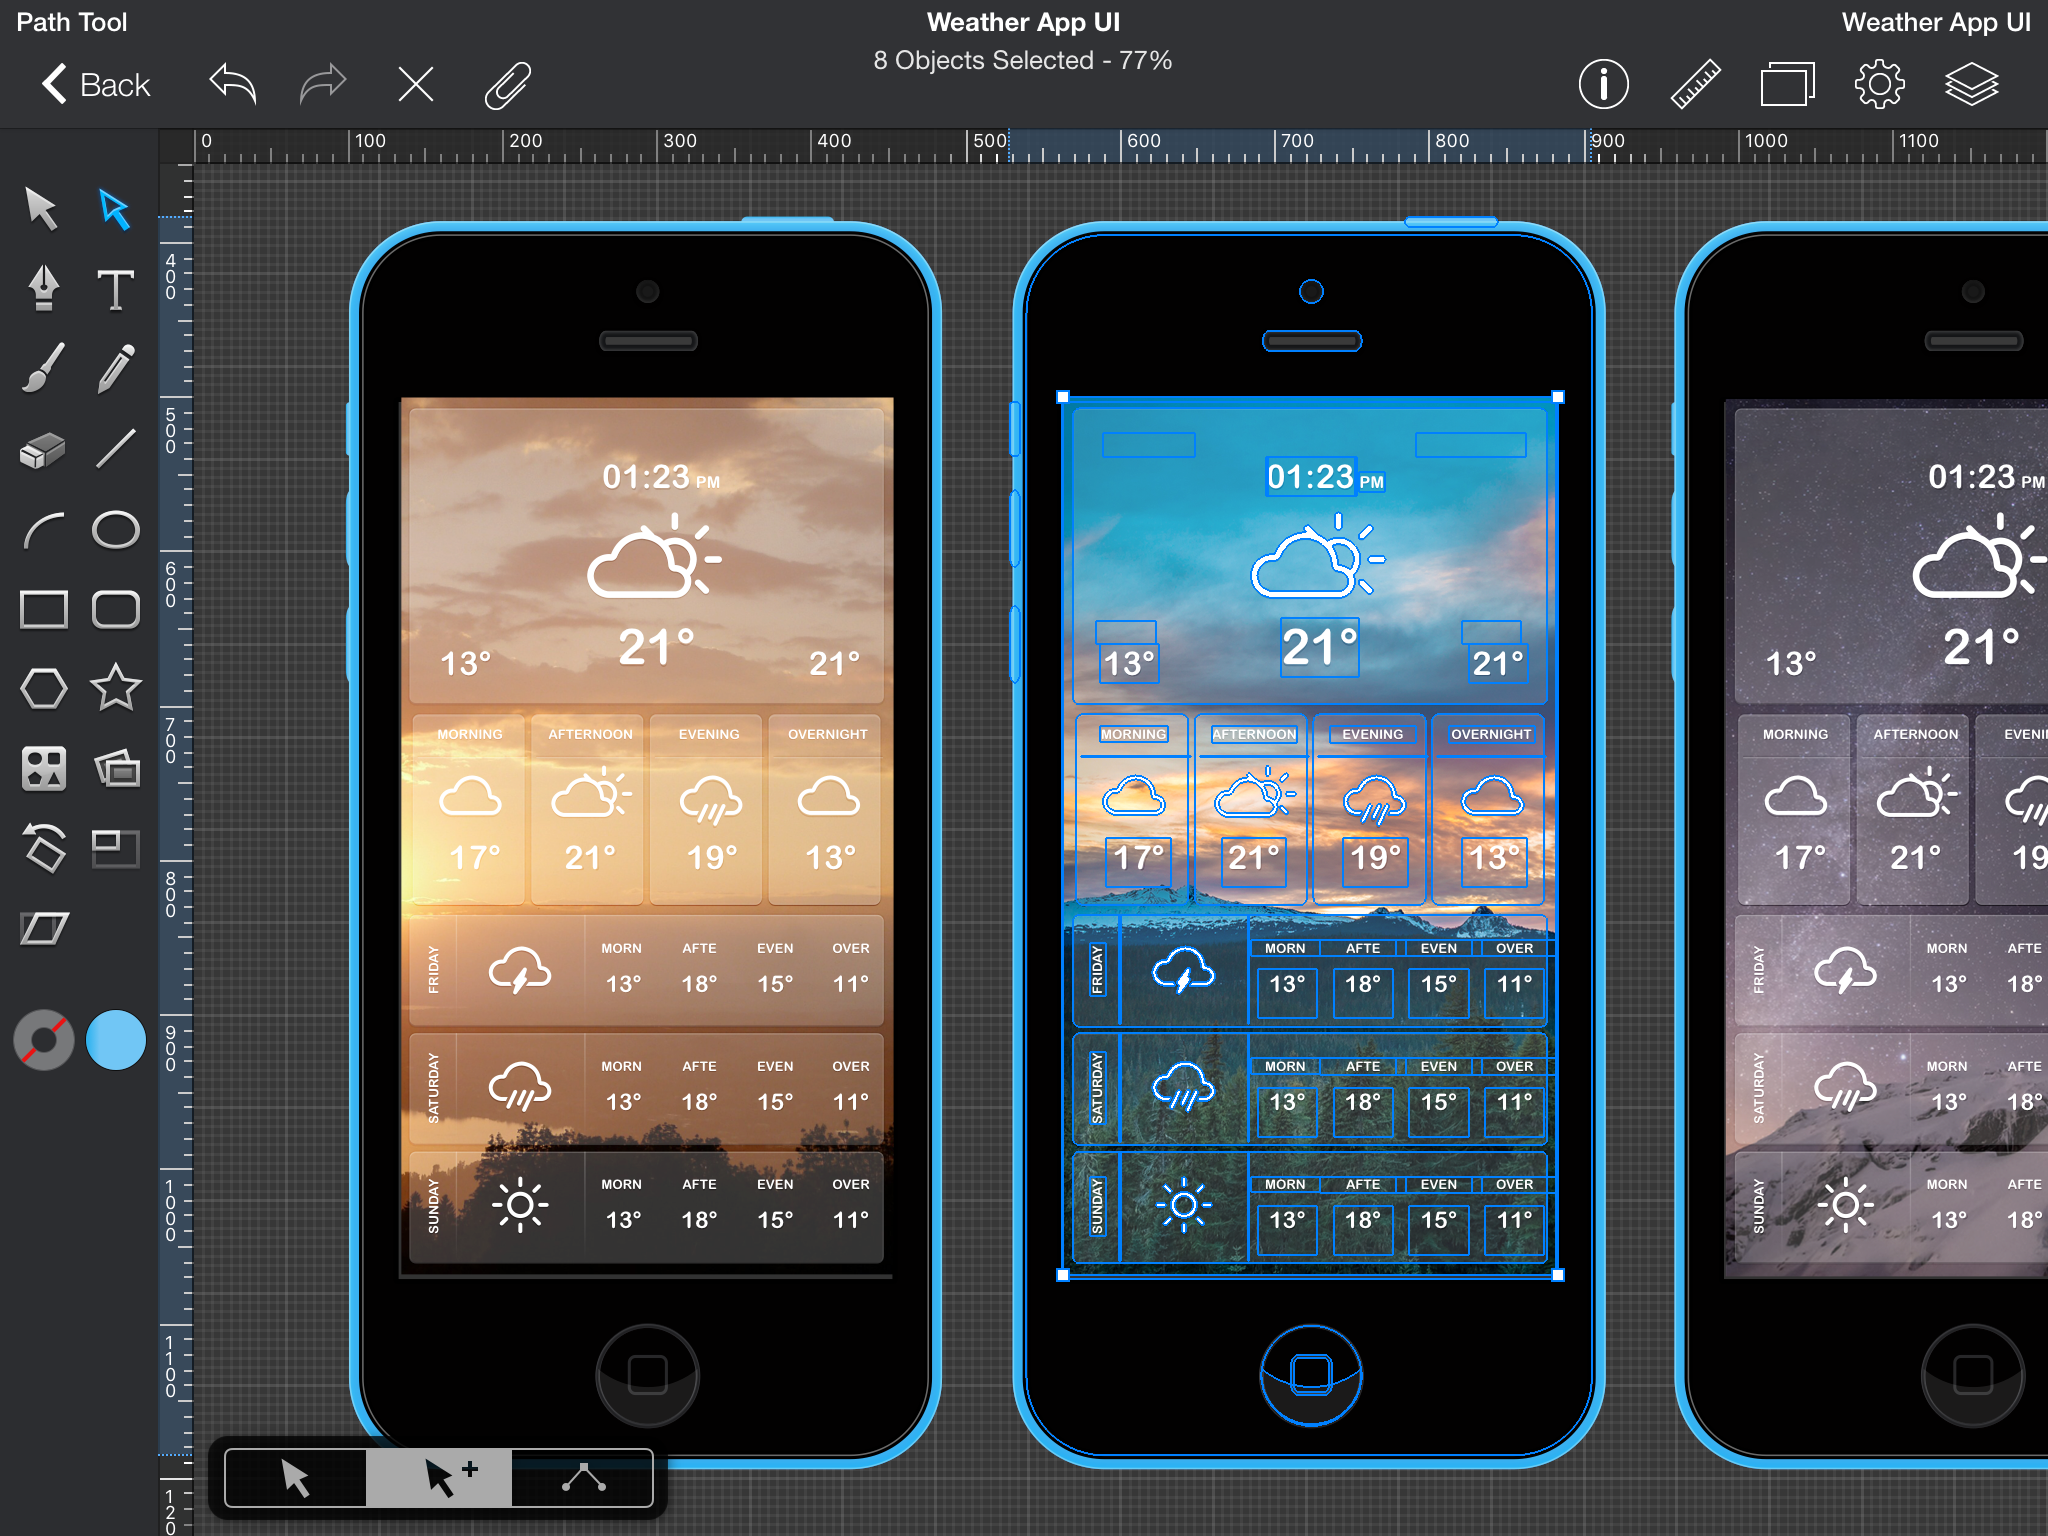 Path Tool
Weather App UI
Weather App UI
Back
8 Objects Selected - 77%
0 100 200 300 400 500 600 700 800 900 1000 1100
400
500
600
700
800
900
1000
1100
120
01:23 PM
21°
13° 21°
MORNING AFTERNOON EVENING OVERNIGHT
17° 21° 19° 13°
FRIDAY
MORN AFTE EVEN OVER
13° 18° 15° 11°
SATURDAY
MORN AFTE EVEN OVER
13° 18° 15° 11°
SUNDAY
MORN AFTE EVEN OVER
13° 18° 15° 11°
01:23 PM
21°
13° 21°
MORNING AFTERNOON EVENING OVERNIGHT
17° 21° 19° 13°
FRIDAY
MORN AFTE EVEN OVER
13° 18° 15° 11°
SATURDAY
MORN AFTE EVEN OVER
13° 18° 15° 11°
SUNDAY
MORN AFTE EVEN OVER
13° 18° 15° 11°
01:23 PM
21°
13°
MORNING AFTERNOON EVENI
17° 21° 19
FRIDAY
MORN AFTE
13° 18°
SATURDAY
MORN AFTE
13° 18°
SUNDAY
MORN AFTE
13° 18°